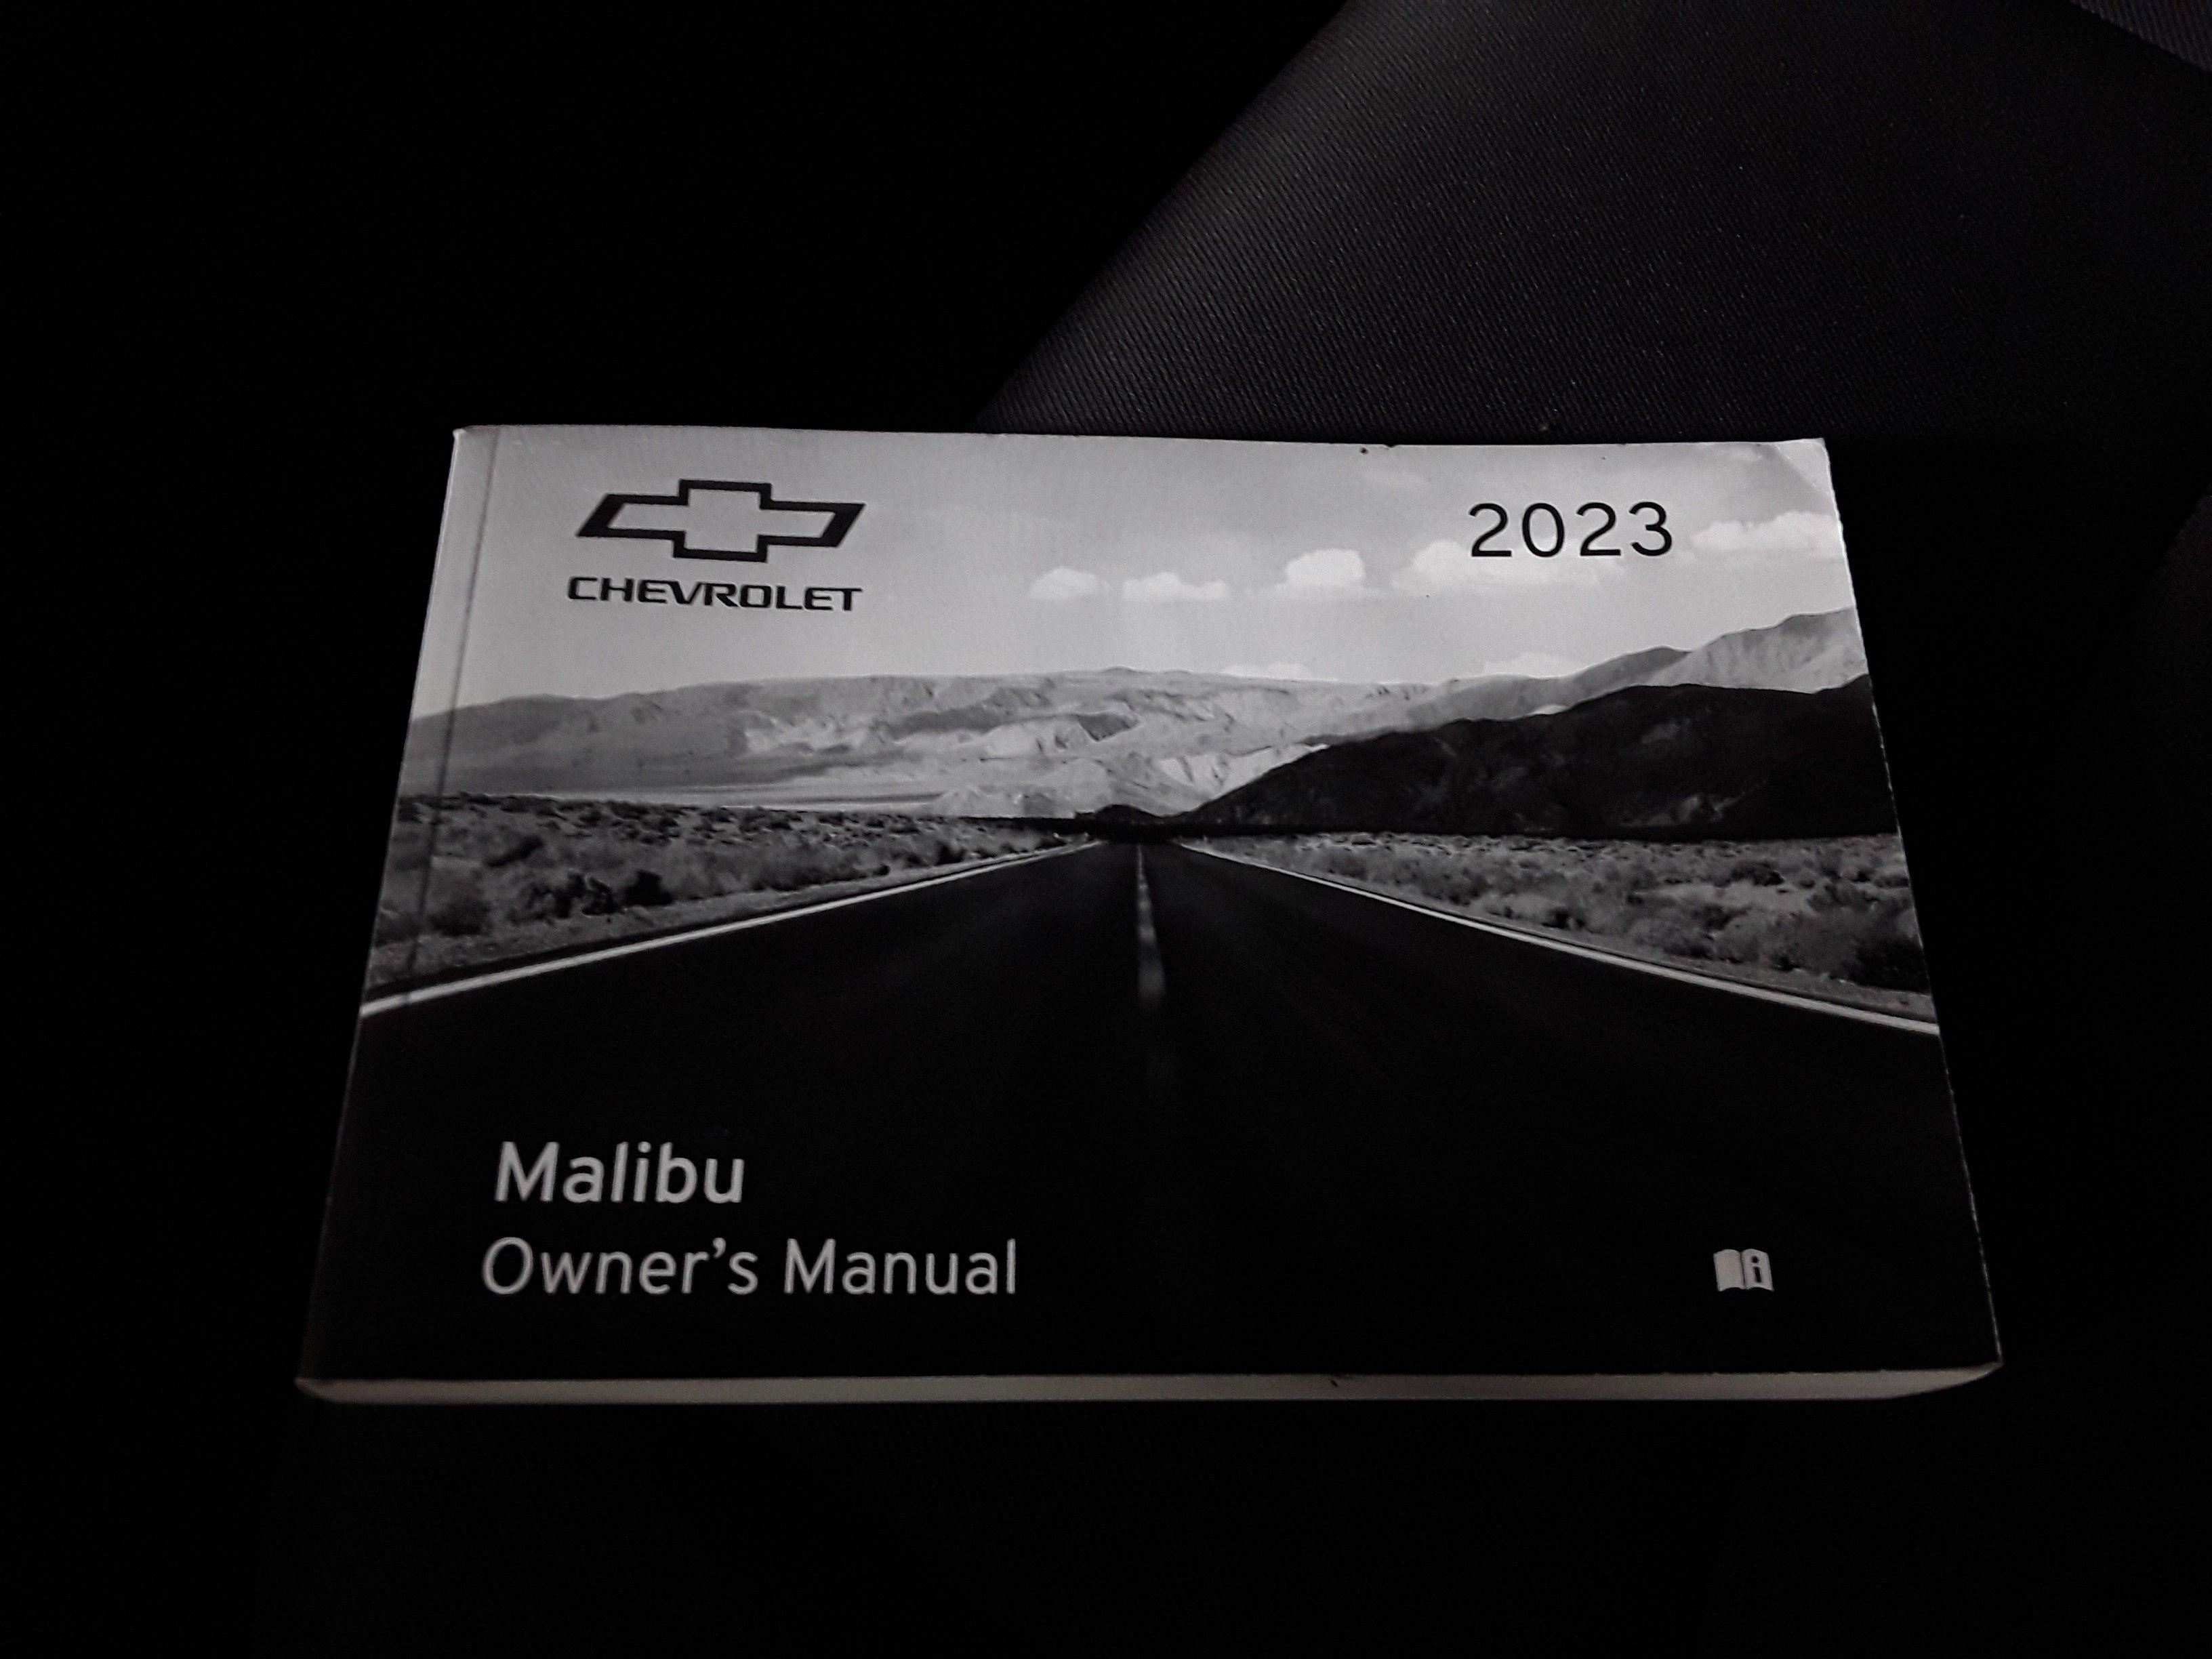 CHEVROLET
2023
Malibu
Owner's Manual